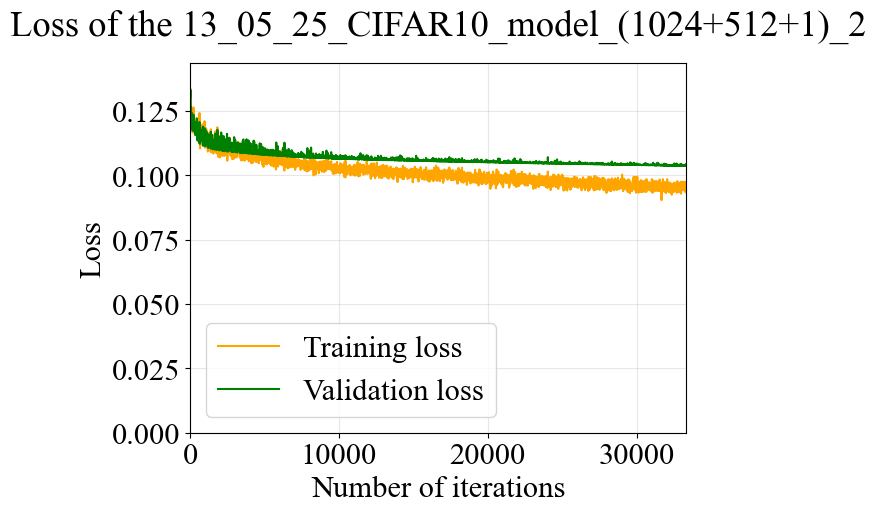 Loss of the 13_05_25_CIFAR10_model_(1024+512+1)_2
0.125
0.100
0.075
0.050
0.025
0.000
Loss
Training loss
Validation loss
0 10000 20000 30000
Number of iterations